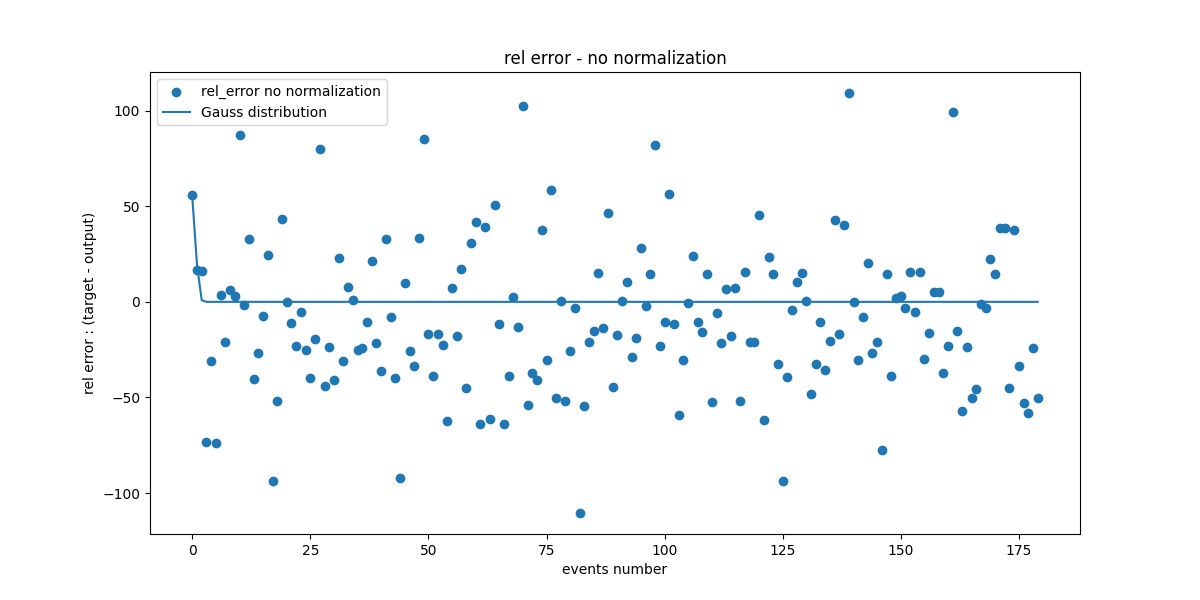 rel error - no normalization
rel_error no normalization
Gauss distribution
rel error : (target - output)
100
50
0
−50
−100
0 25 50 75 100 125 150 175
events number